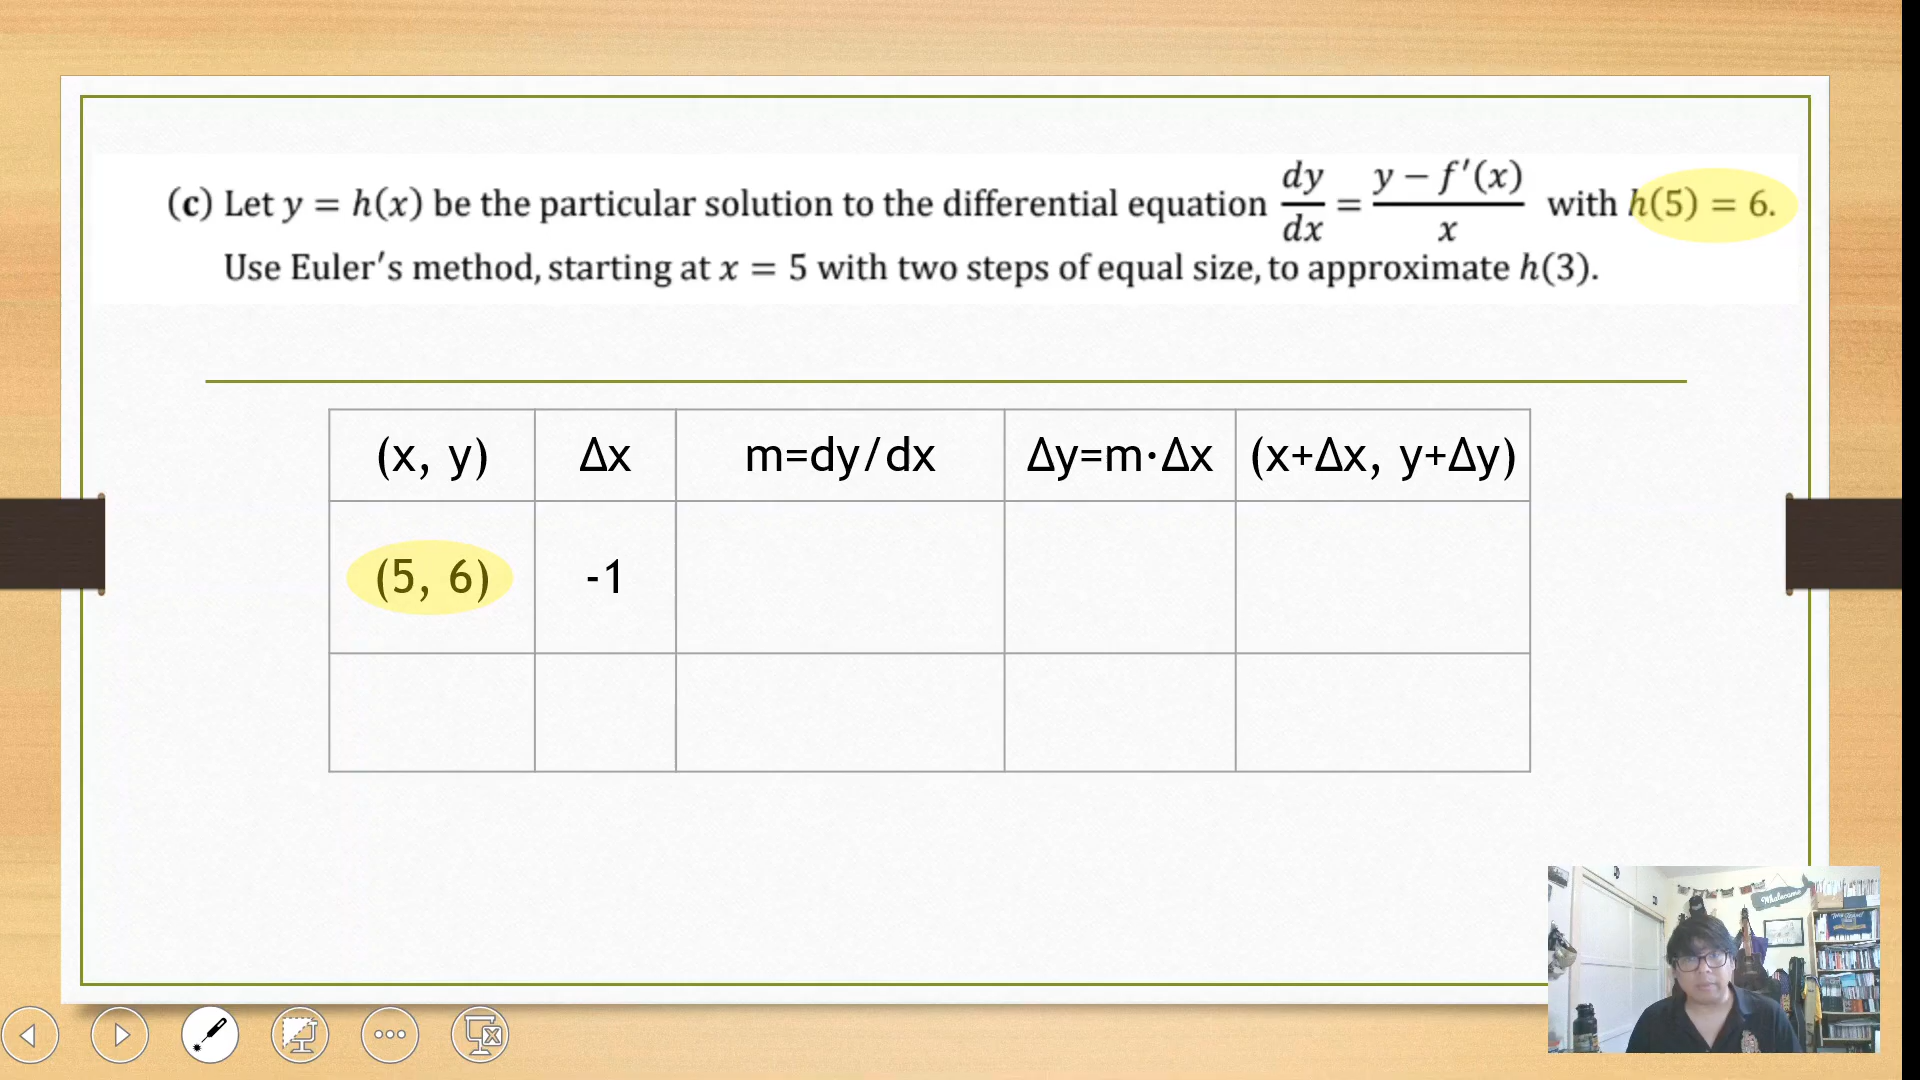 (c) Let y = h(x) be the particular solution to the differential equation dy/dx = y − f′(x)/x with h(5) = 6.
Use Euler's method, starting at x = 5 with two steps of equal size, to approximate h(3).
(x, y) Δx m=dy/dx Δy=m·Δx (x+Δx, y+Δy)
(5, 6) -1
Whalecome